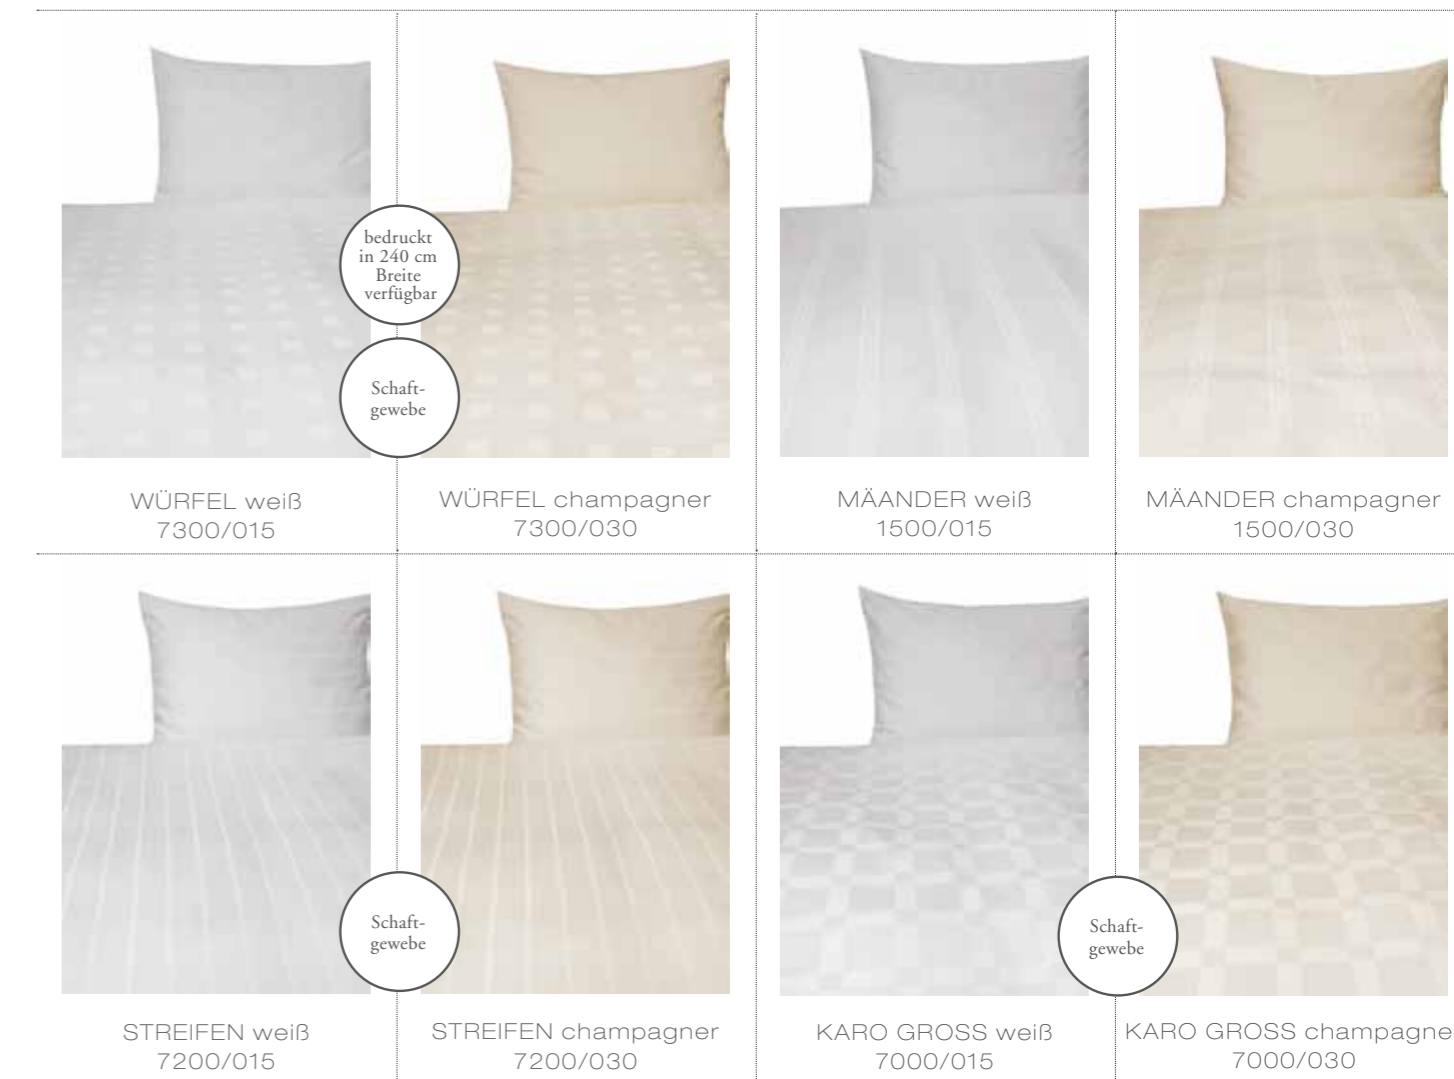 bedruckt
in 240 cm
Breite
verfügbar
Schaft-
gewebe
WÜRFEL weiß
7300/015
WÜRFEL champagner
7300/030
MÄANDER weiß
1500/015
MÄANDER champagner
1500/030
Schaft-
gewebe
Schaft-
gewebe
STREIFEN weiß
7200/015
STREIFEN champagner
7200/030
KARO GROSS weiß
7000/015
KARO GROSS champagne
7000/030